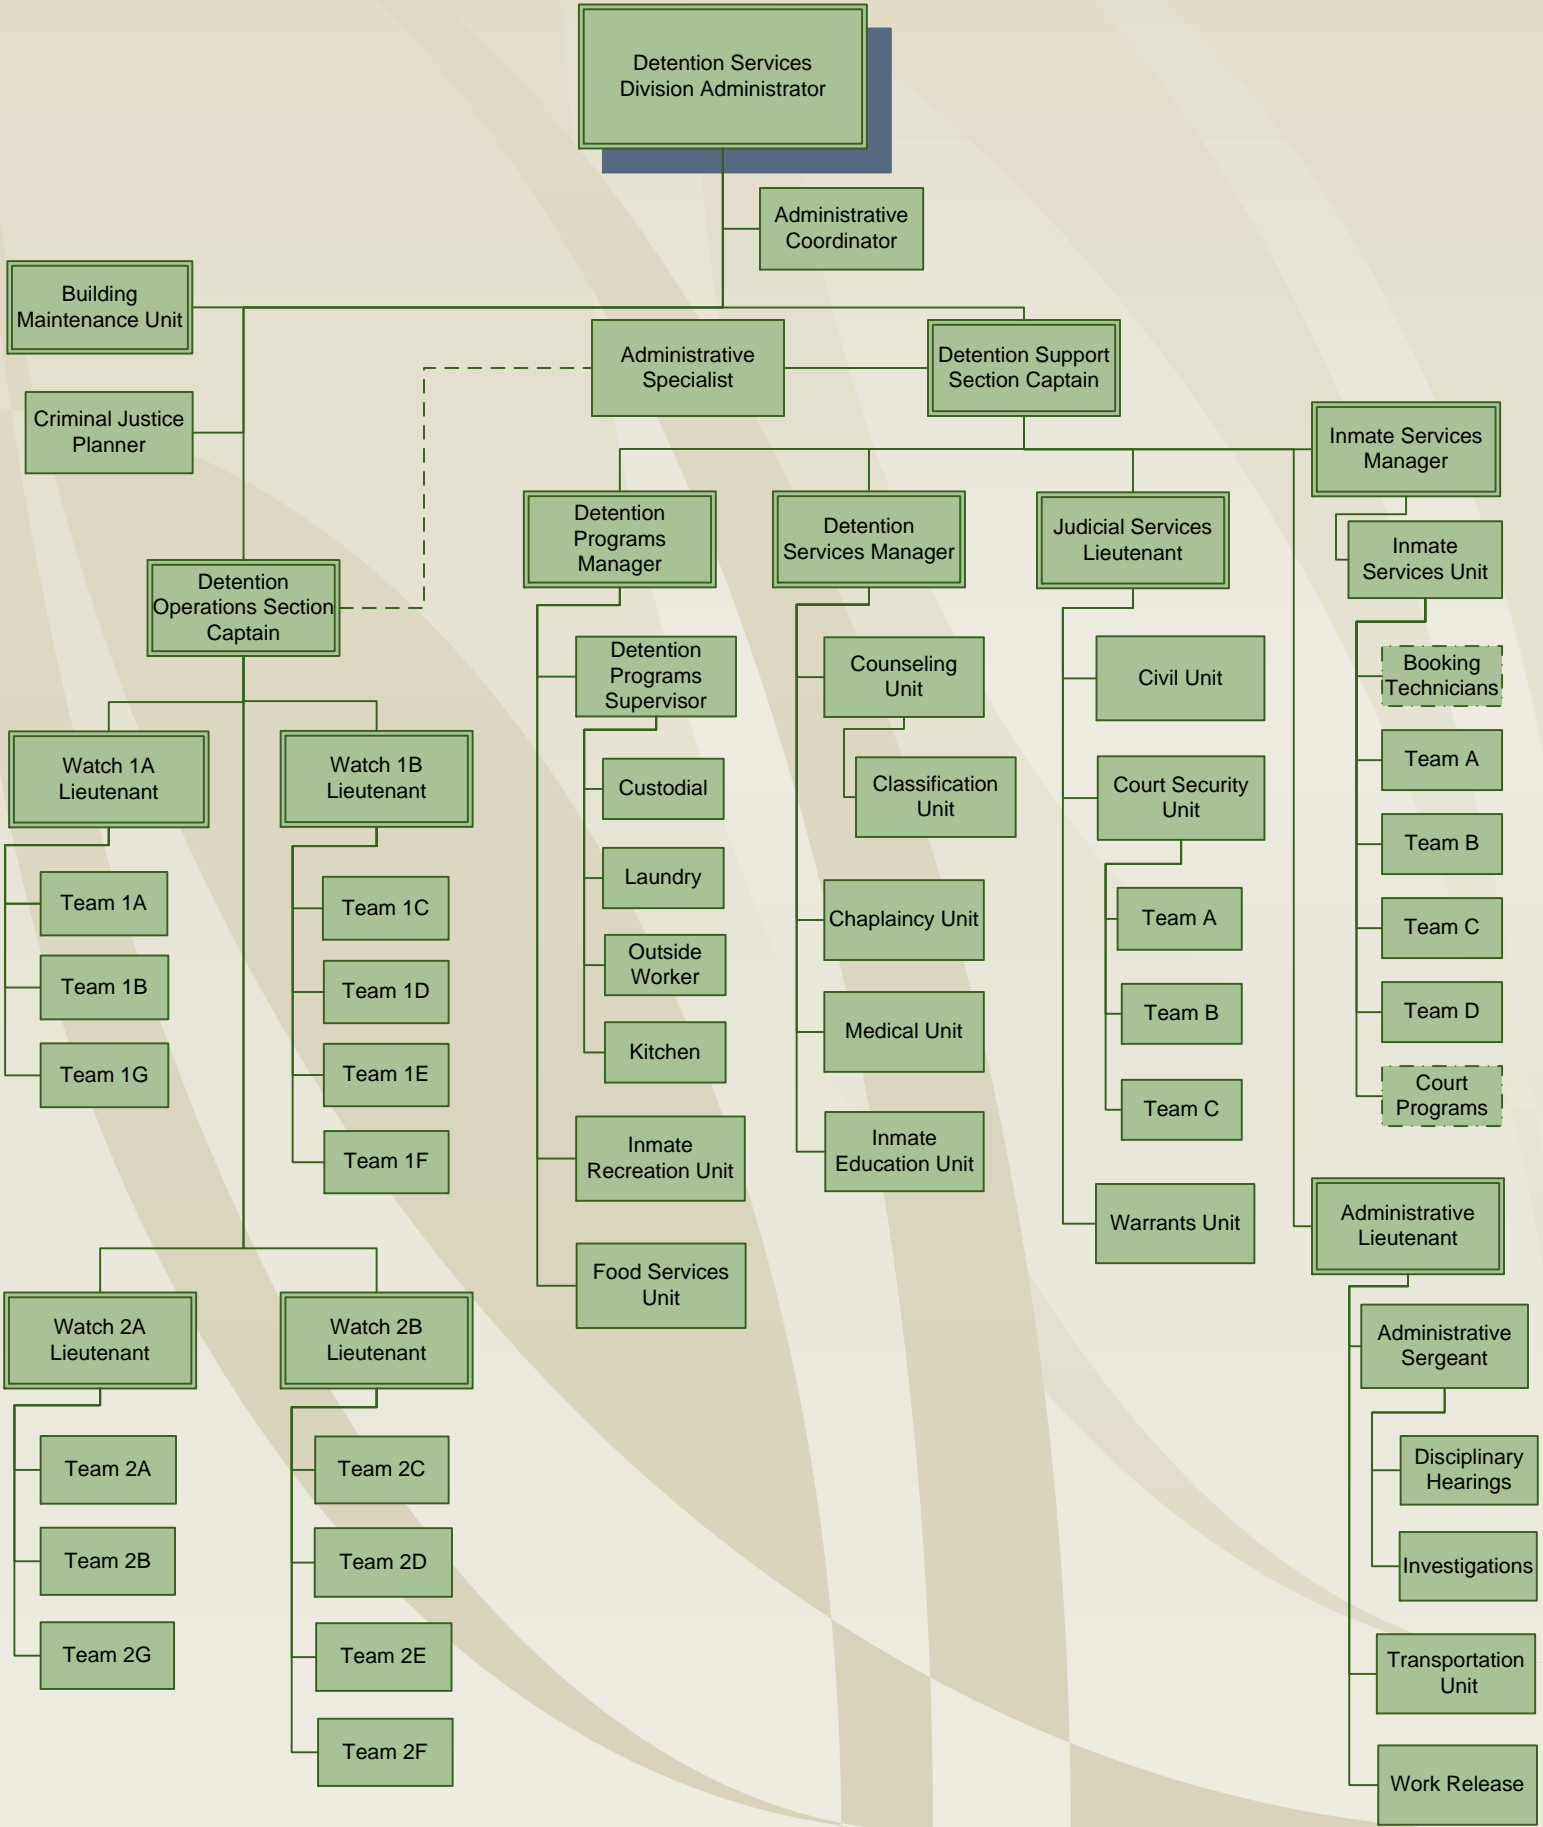 Detention Services
Division Administrator
Administrative
Coordinator
Building
Maintenance Unit
Administrative
Specialist
Detention Support
Section Captain
Criminal Justice
Planner
Inmate Services
Manager
Detention
Programs
Manager
Detention
Services Manager
Judicial Services
Lieutenant
Inmate
Services Unit
Detention
Operations Section
Captain
Detention
Programs
Supervisor
Counseling
Unit
Civil Unit
Booking
Technicians
Watch 1A
Lieutenant
Watch 1B
Lieutenant
Custodial
Classification
Unit
Court Security
Unit
Team A
Team B
Laundry
Team 1A
Team 1C
Chaplaincy Unit
Team A
Team C
Outside
Worker
Team 1B
Team 1D
Medical Unit
Team B
Team D
Kitchen
Team 1G
Team 1E
Team C
Court
Programs
Inmate
Recreation Unit
Inmate
Education Unit
Team 1F
Warrants Unit
Administrative
Lieutenant
Food Services
Unit
Watch 2A
Lieutenant
Watch 2B
Lieutenant
Administrative
Sergeant
Team 2A
Team 2C
Disciplinary
Hearings
Team 2B
Team 2D
Investigations
Team 2G
Team 2E
Transportation
Unit
Team 2F
Work Release